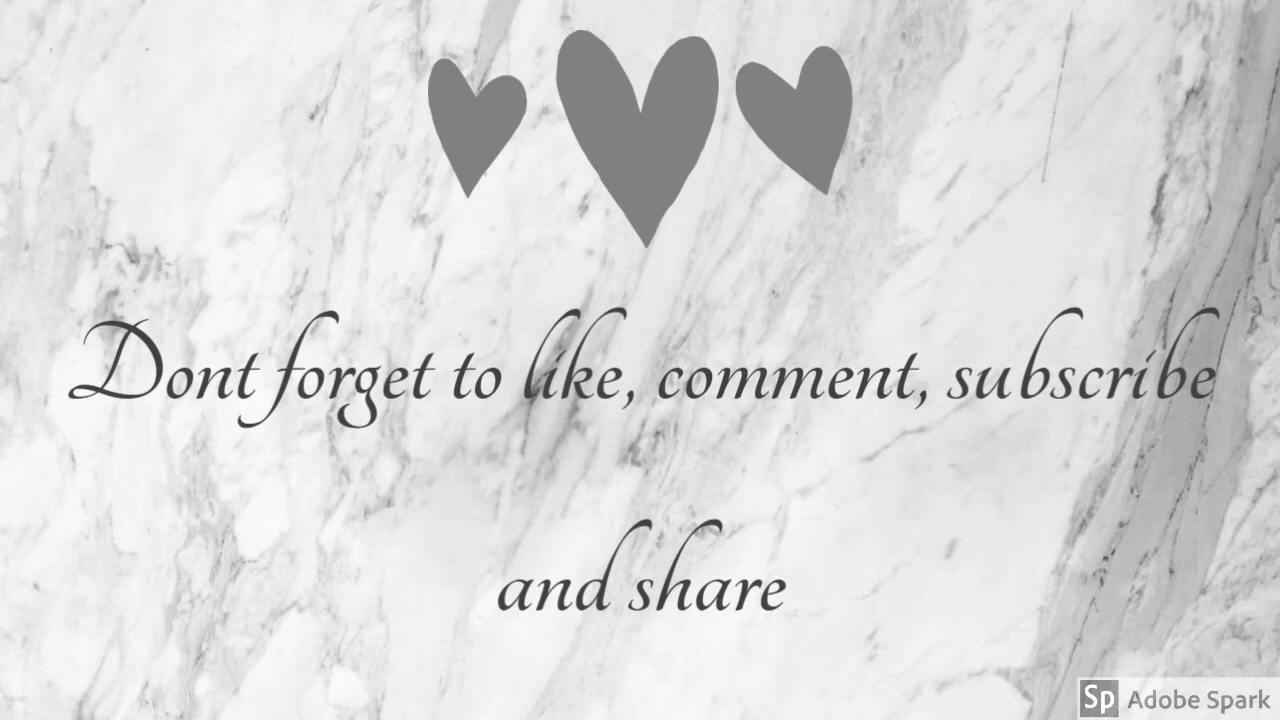 Dont forget to like, comment, subscribe
and share
Sp Adobe Spark